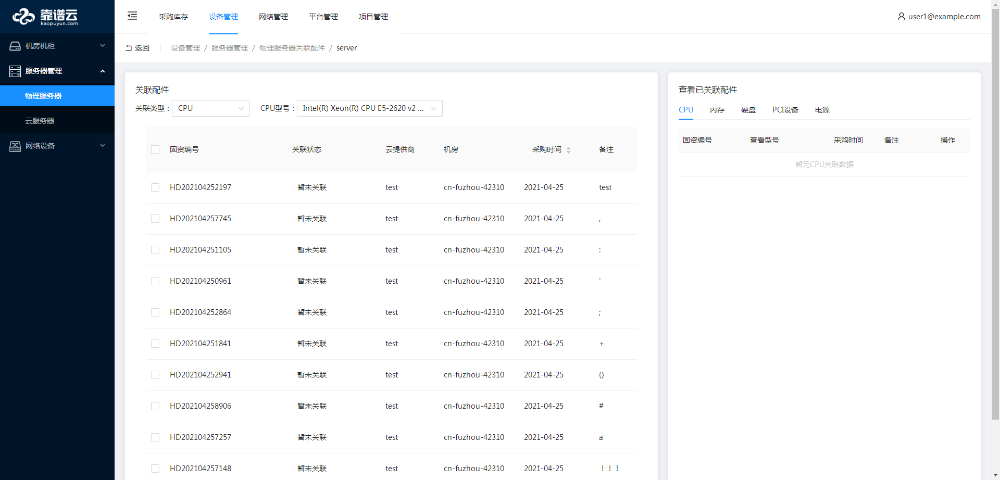 靠谱云
kaopuyun.com
采购库存 设备管理 网络管理 平台管理 项目管理
user1@example.com
机房机柜
服务器管理
物理服务器
云服务器
网络设备
返回 设备管理 / 服务器管理 / 物理服务器关联配件 / server
关联配件
关联类型： CPU CPU型号： Intel(R) Xeon(R) CPU E5-2620 v2 ...
固资编号 关联状态 云提供商 机房 采购时间 备注
HD202104252197 暂未关联 test cn-fuzhou-42310 2021-04-25 test
HD202104257745 暂未关联 test cn-fuzhou-42310 2021-04-25 ,
HD202104251105 暂未关联 test cn-fuzhou-42310 2021-04-25 :
HD202104250961 暂未关联 test cn-fuzhou-42310 2021-04-25 '
HD202104252864 暂未关联 test cn-fuzhou-42310 2021-04-25 ;
HD202104251841 暂未关联 test cn-fuzhou-42310 2021-04-25 +
HD202104252941 暂未关联 test cn-fuzhou-42310 2021-04-25 ()
HD202104258906 暂未关联 test cn-fuzhou-42310 2021-04-25 #
HD202104257257 暂未关联 test cn-fuzhou-42310 2021-04-25 a
HD202104257148 暂未关联 test cn-fuzhou-42310 2021-04-25 ！！！
查看已关联配件
CPU 内存 硬盘 PCI设备 电源
固资编号 查看型号 采购时间 备注 操作
暂无CPU关联数据